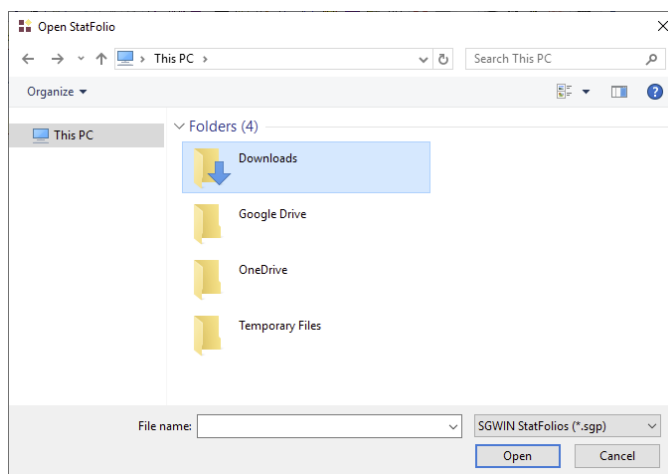 Open StatFolio
This PC
Search This PC
Organize
This PC
Folders (4)
Downloads
Google Drive
OneDrive
Temporary Files
File name:
SGWIN StatFolios (*.sgp)
Open
Cancel